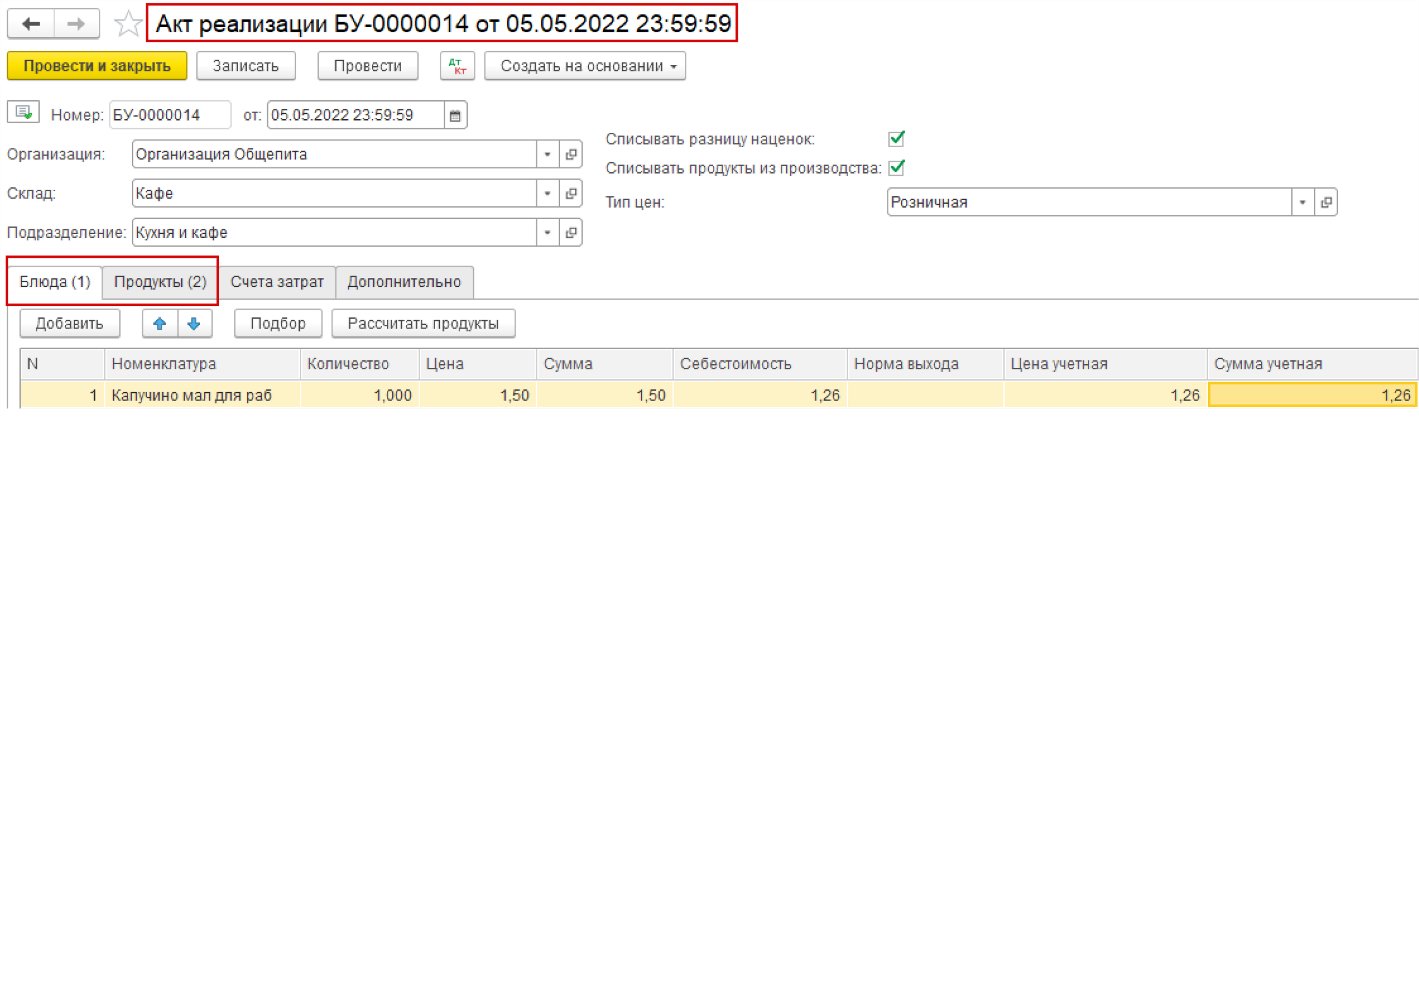 Акт реализации БУ-0000014 от 05.05.2022 23:59:59
Провести и закрыть Записать Провести Дт Кт Создать на основании
Номер: БУ-0000014 от: 05.05.2022 23:59:59
Списывать разницу наценок:
Организация: Организация Общепита
Списывать продукты из производства:
Склад: Кафе
Тип цен: Розничная
Подразделение: Кухня и кафе
Блюда (1) Продукты (2) Счета затрат Дополнительно
Добавить Подбор Рассчитать продукты
N Номенклатура Количество Цена Сумма Себестоимость Норма выхода Цена учетная Сумма учетная
1 Капучино мал для раб 1,000 1,50 1,50 1,26 1,26 1,26